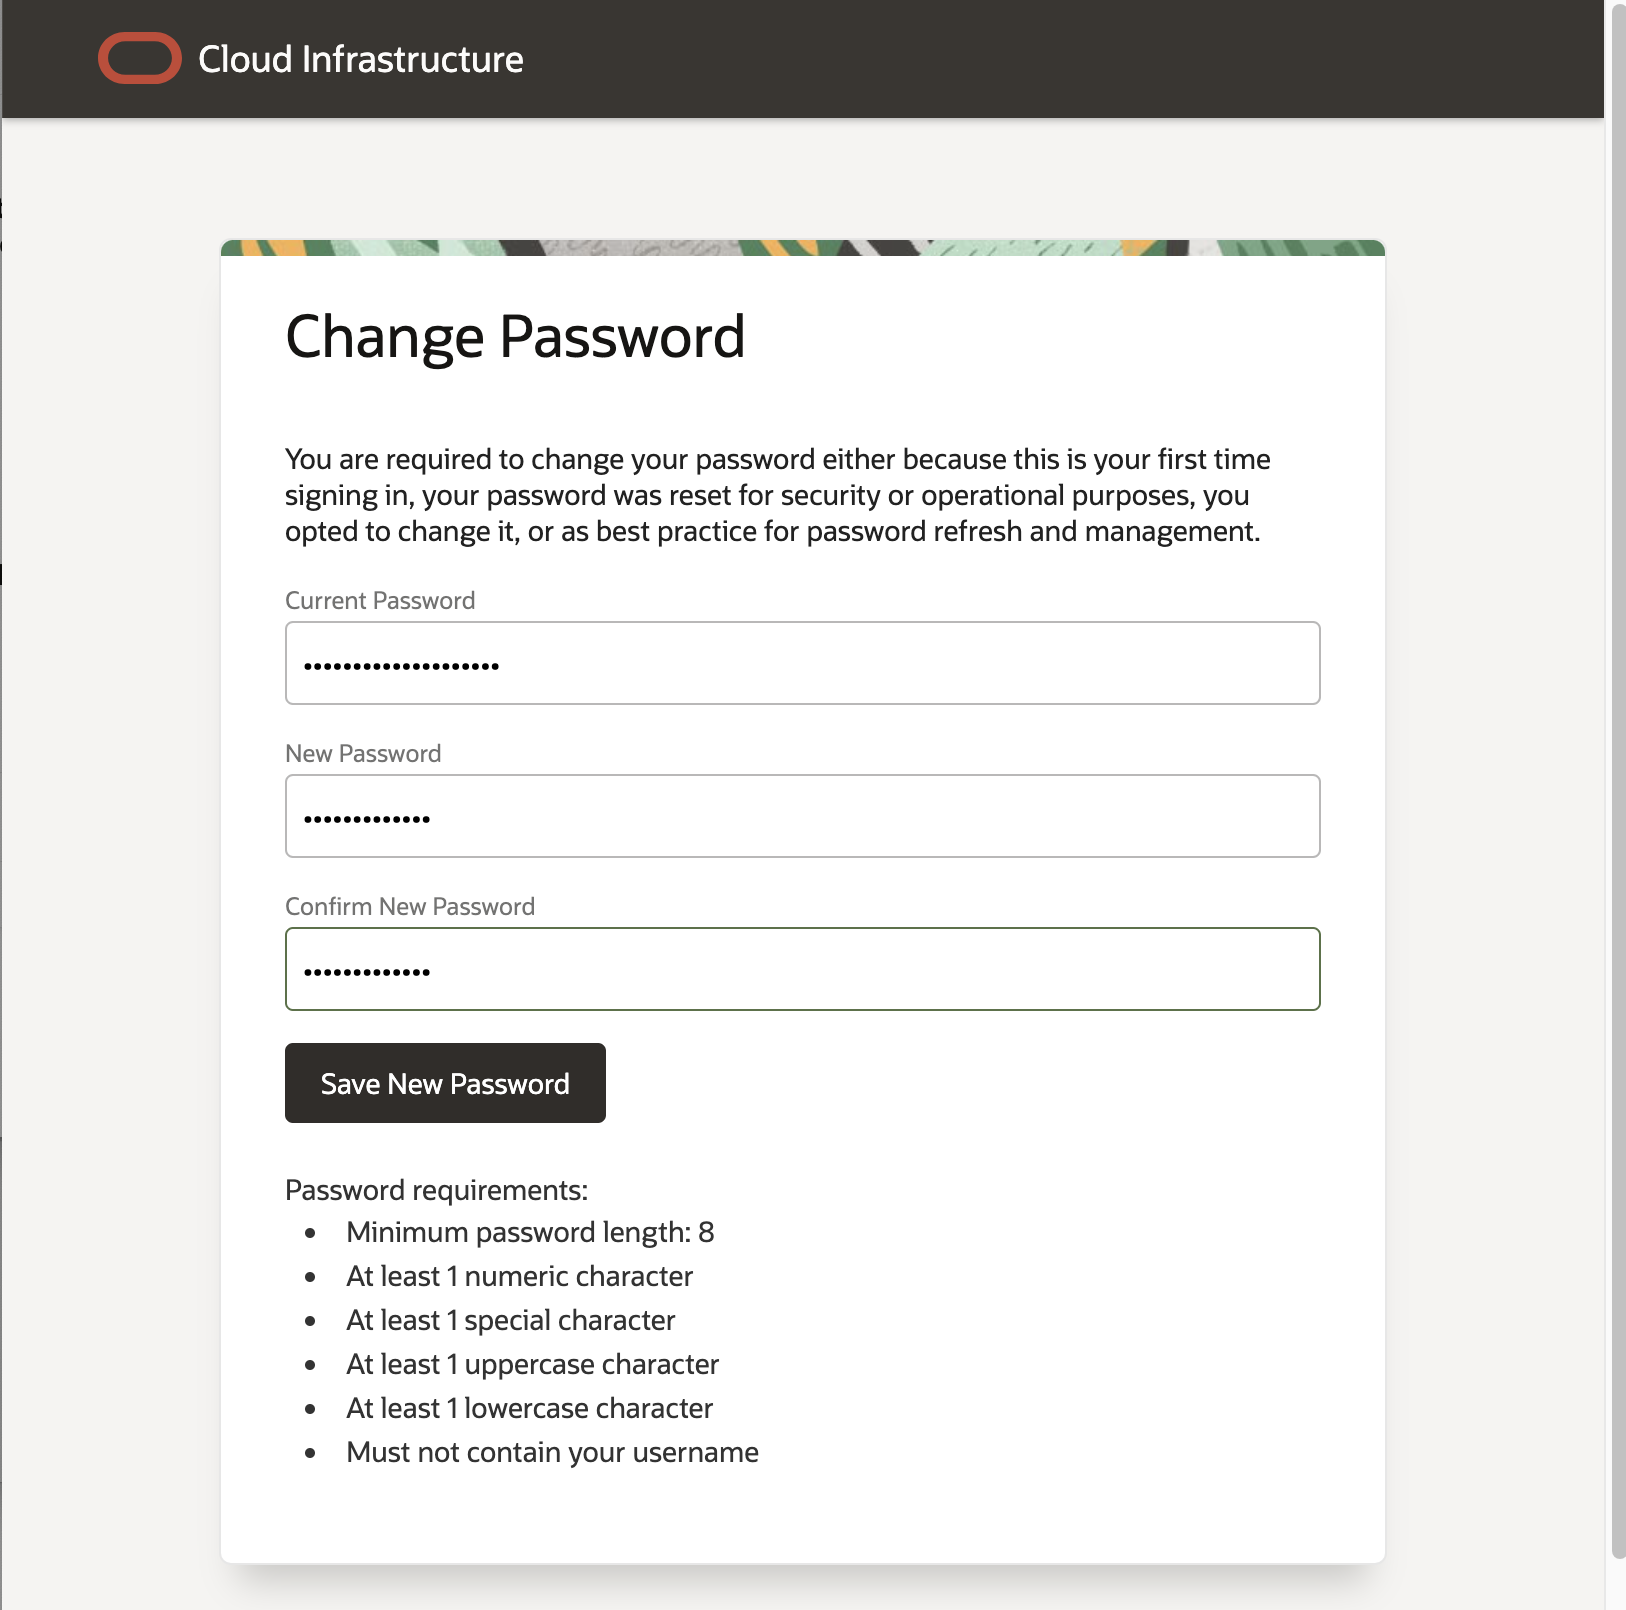 Cloud Infrastructure
Change Password
You are required to change your password either because this is your first time
signing in, your password was reset for security or operational purposes, you
opted to change it, or as best practice for password refresh and management.
Current Password
••••••••••••••••••••
New Password
•••••••••••••
Confirm New Password
•••••••••••••
Save New Password
Password requirements:
• Minimum password length: 8
• At least 1 numeric character
• At least 1 special character
• At least 1 uppercase character
• At least 1 lowercase character
• Must not contain your username